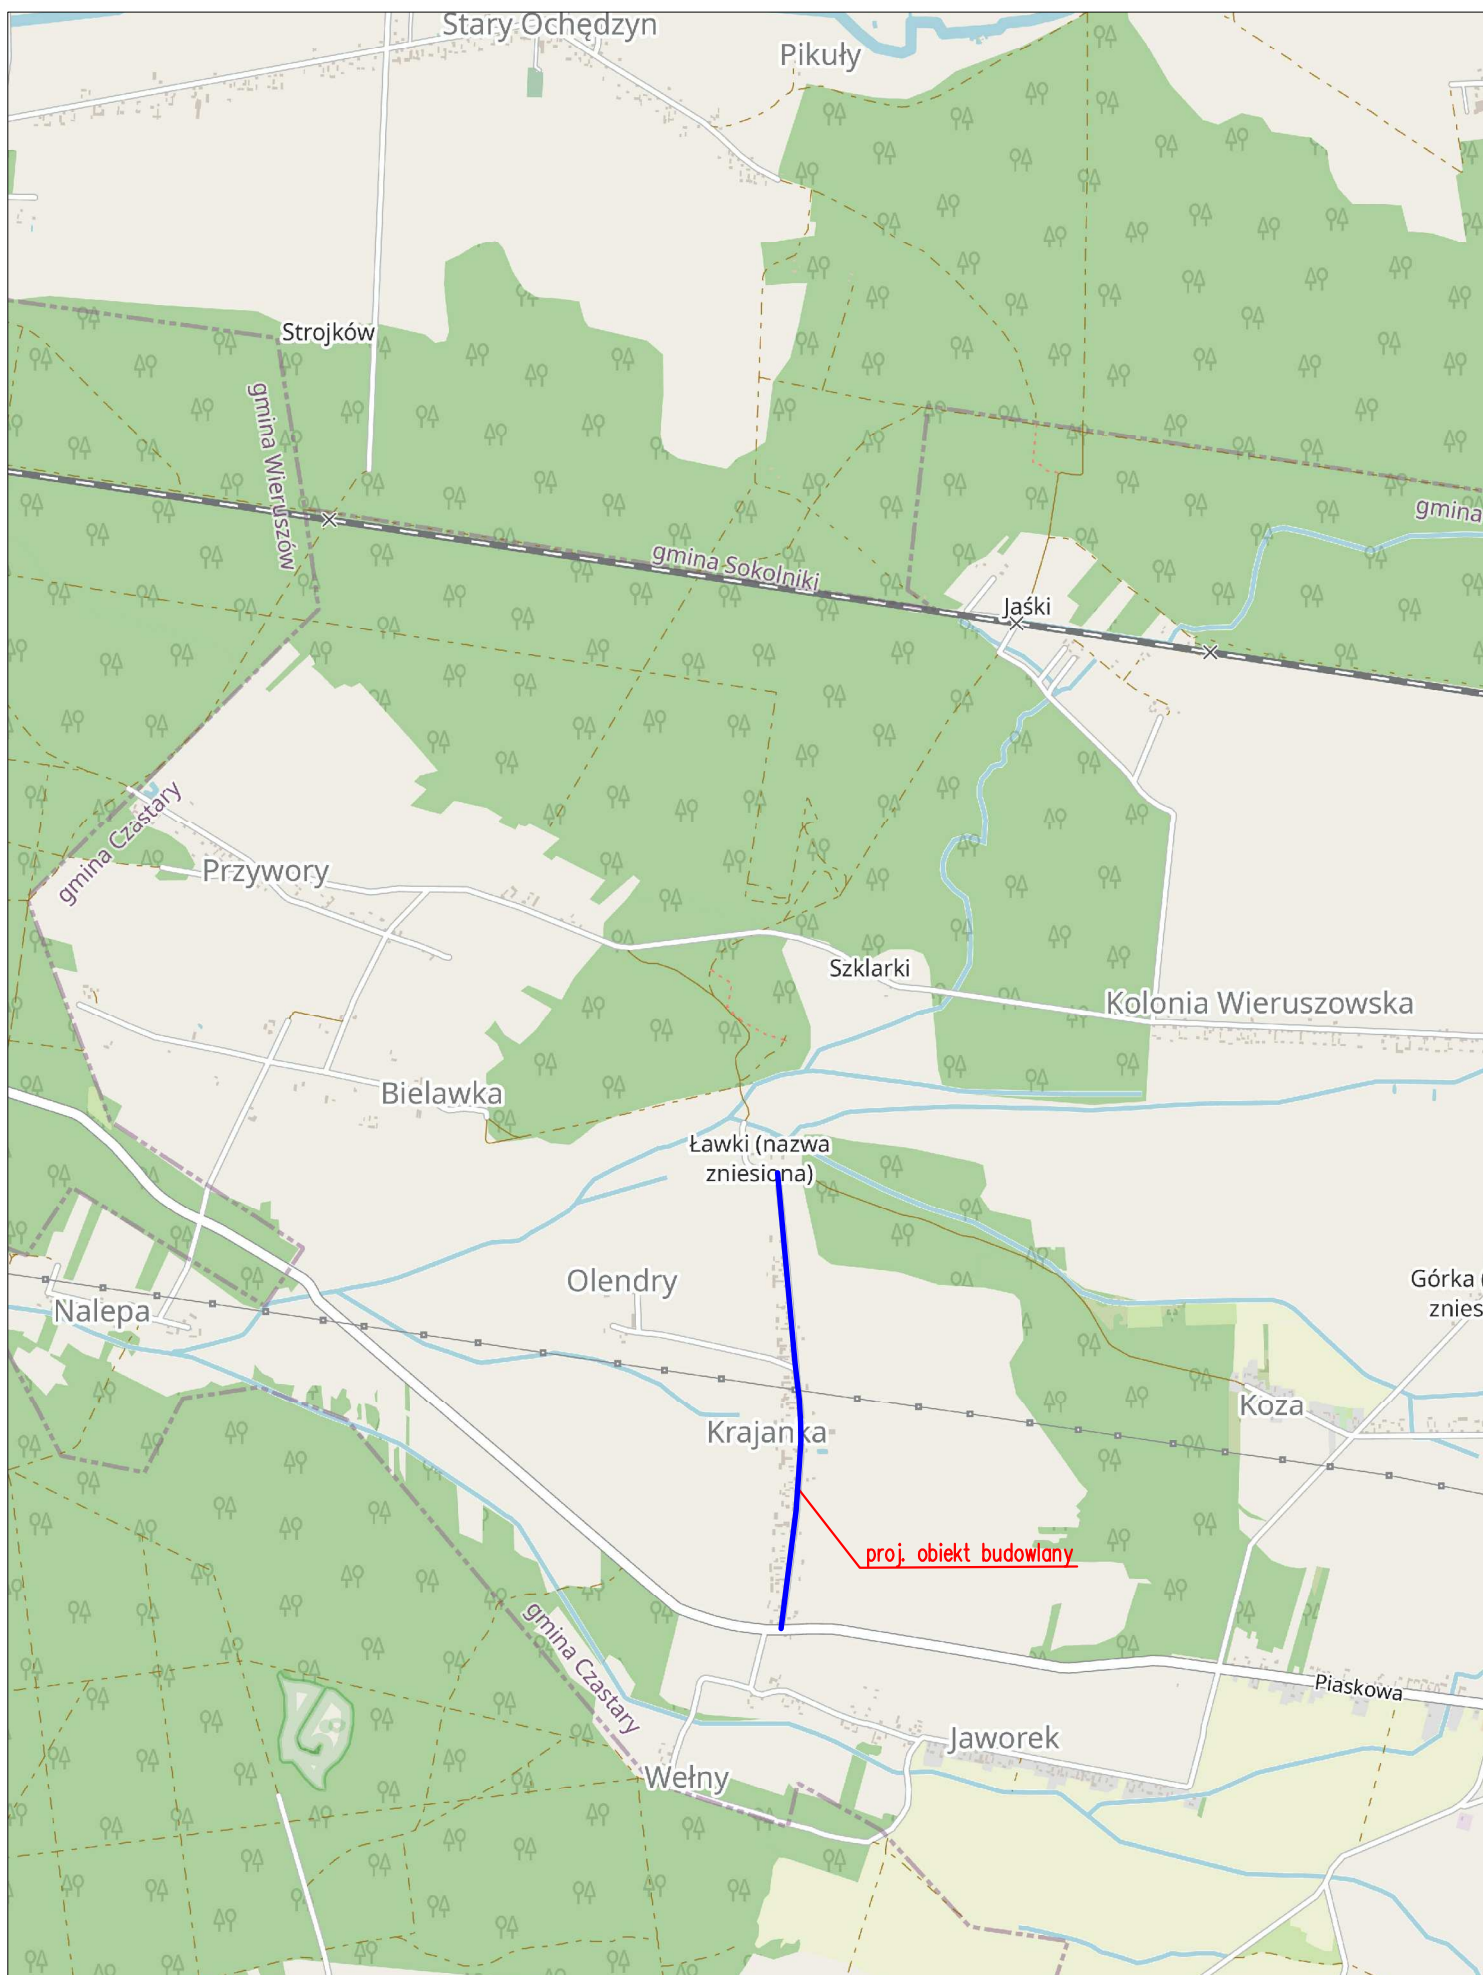 Stary Ochędzyn
Pikuły
Strojków
gmina Wieruszów
gmina Sokolniki
gmina
Jaśki
gmina Czastary
Przywory
Szklarki
Kolonia Wieruszowska
Bielawka
Ławki (nazwa
zniesiona)
Olendry
Górka (
znies
Nalepa
Koza
Krajanka
proj. obiekt budowlany
gmina Czastary
Piaskowa
Jaworek
Wełny